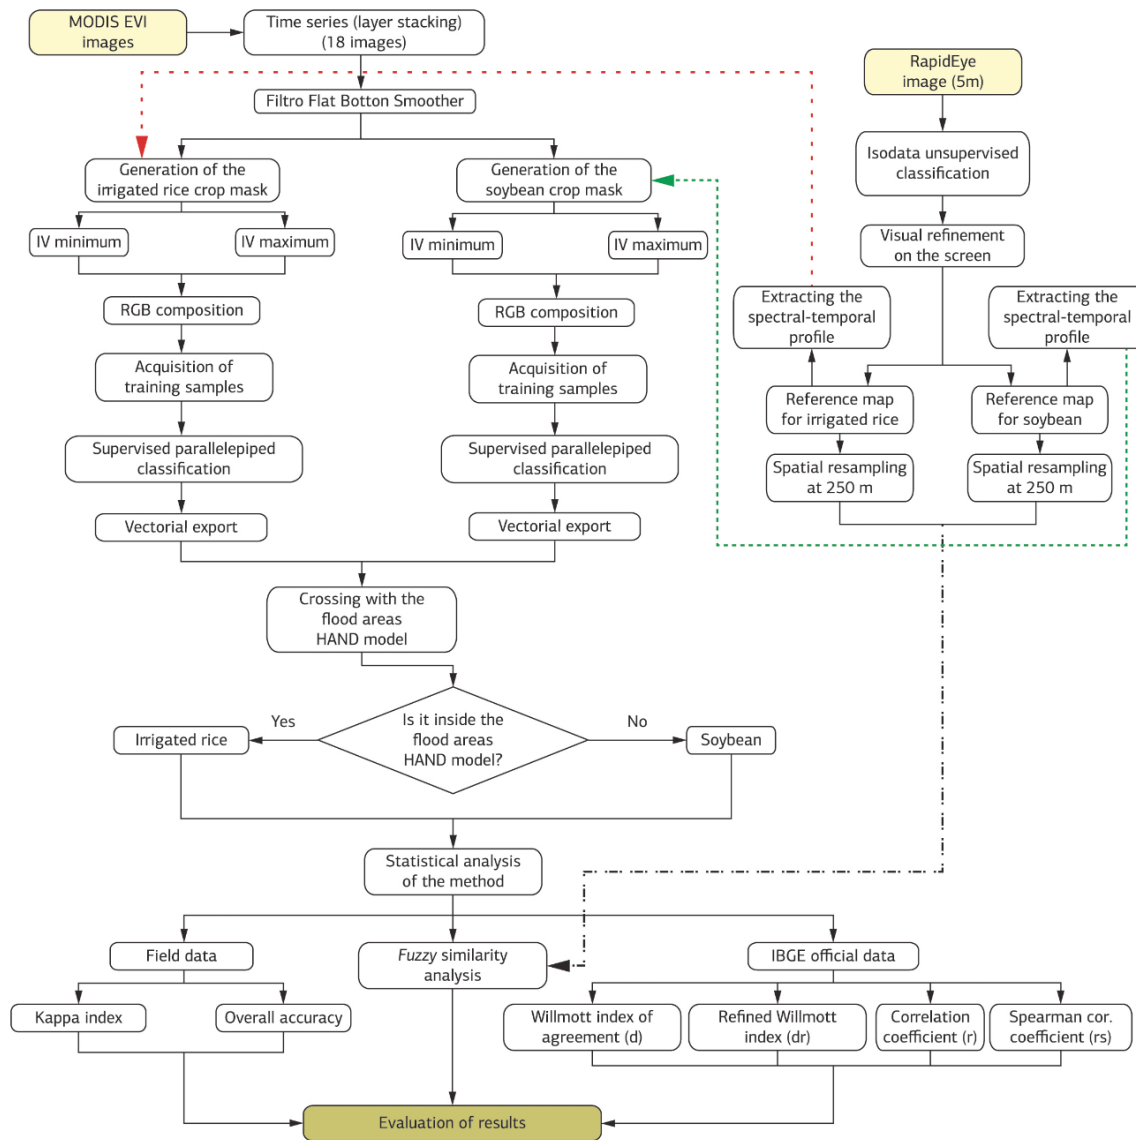 MODIS EVI
images
Time series (layer stacking)
(18 images)
RapidEye
image (5m)
Filtro Flat Botton Smoother
Isodata unsupervised
classification
Generation of the
irrigated rice crop mask
Generation of the
soybean crop mask
IV minimum
IV maximum
IV minimum
IV maximum
Visual refinement
on the screen
RGB composition
RGB composition
Extracting the
spectral-temporal
profile
Extracting the
spectral-temporal
profile
Acquisition of
training samples
Acquisition of
training samples
Reference map
for irrigated rice
Reference map
for soybean
Supervised parallelepiped
classification
Supervised parallelepiped
classification
Spatial resampling
at 250 m
Spatial resampling
at 250 m
Vectorial export
Vectorial export
Crossing with the
flood areas
HAND model
Is it inside the
flood areas
HAND model?
Yes
No
Irrigated rice
Soybean
Statistical analysis
of the method
Field data
Fuzzy similarity
analysis
IBGE official data
Kappa index
Overall accuracy
Willmott index of
agreement (d)
Refined Willmott
index (dr)
Correlation
coefficient (r)
Spearman cor.
coefficient (rs)
Evaluation of results